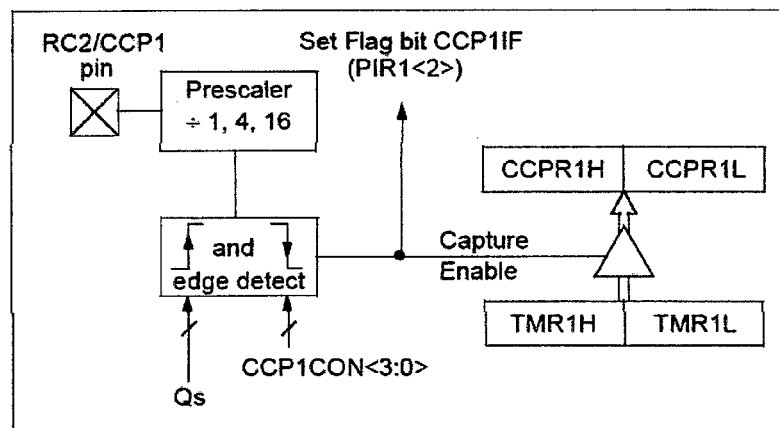 RC2/CCP1
pin
Set Flag bit CCP1IF
(PIR1<2>)
Prescaler
÷ 1, 4, 16
CCPR1H CCPR1L
and
edge detect
Capture
Enable
TMR1H TMR1L
CCP1CON<3:0>
Qs